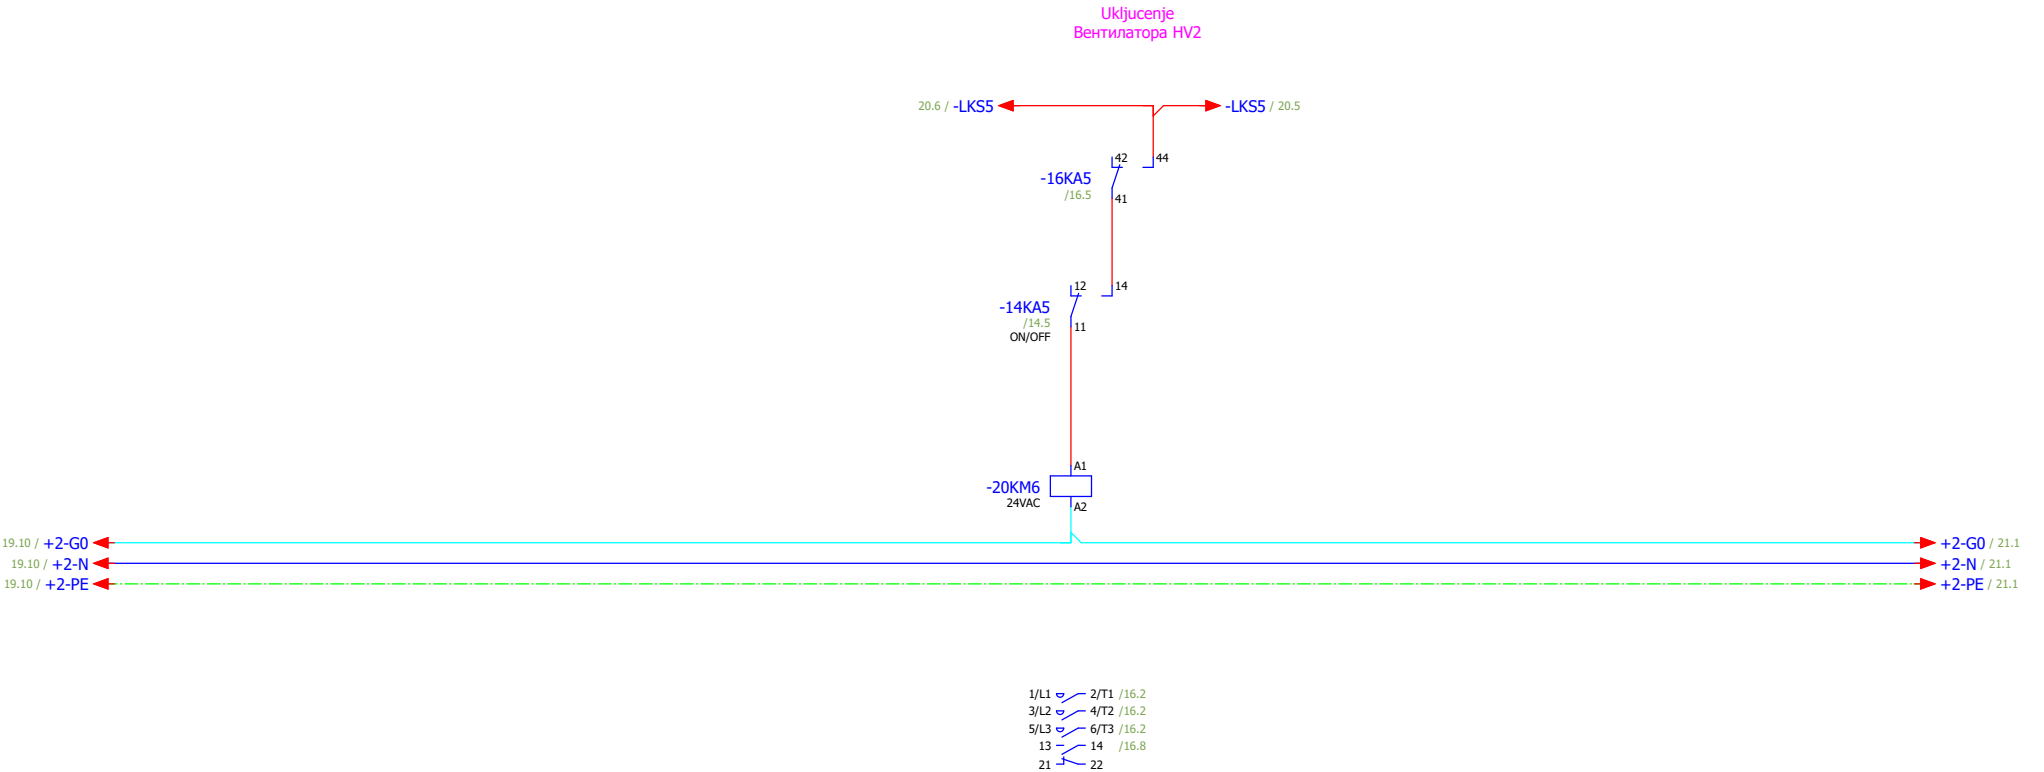 Ukljucenje
Вентилатора HV2
20.6 / -LKS5
-LKS5 / 20.5
42 44
-16KA5
/16.5
41
12 14
-14KA5
/14.5
11
ON/OFF
A1
-20KM6
24VAC
A2
19.10 / +2-G0
+2-G0 / 21.1
19.10 / +2-N
+2-N / 21.1
19.10 / +2-PE
+2-PE / 21.1
1/L1 2/T1 /16.2
3/L2 4/T2 /16.2
5/L3 6/T3 /16.2
13 14 /16.8
21 22